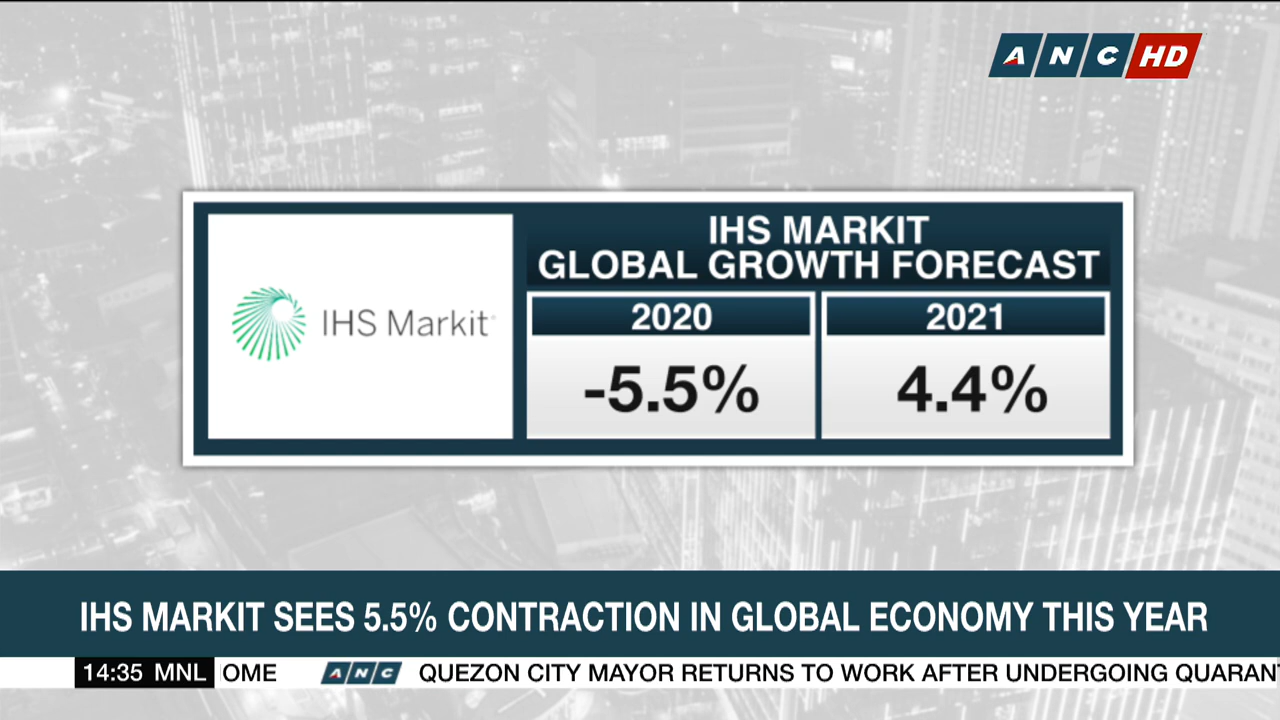 ANC HD
IHS MARKIT
GLOBAL GROWTH FORECAST
IHS Markit
2020
2021
-5.5%
4.4%
IHS MARKIT SEES 5.5% CONTRACTION IN GLOBAL ECONOMY THIS YEAR
14:35 MNL OME ANC QUEZON CITY MAYOR RETURNS TO WORK AFTER UNDERGOING QUARAN